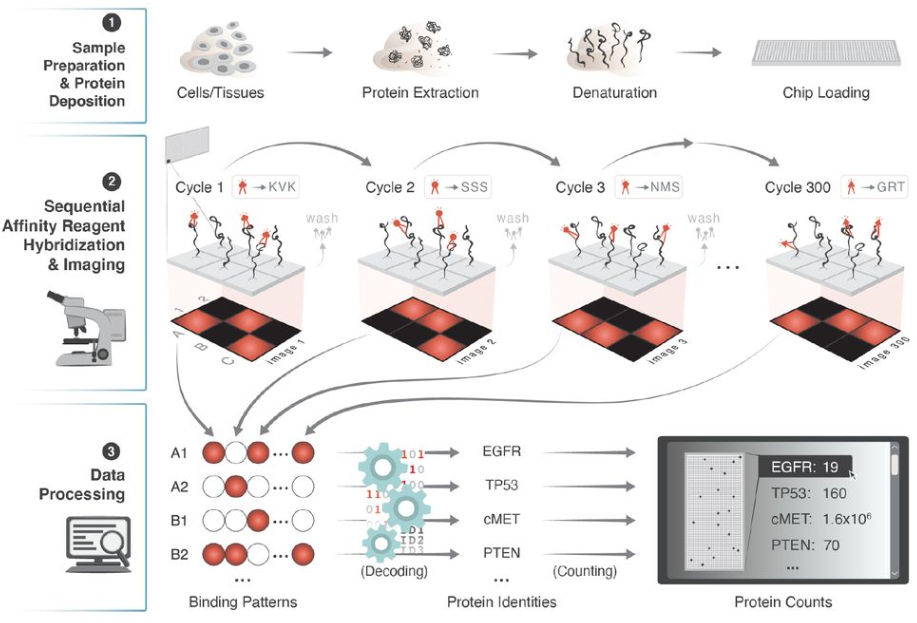 1
Sample
Preparation
& Protein
Deposition
Cells/Tissues
Protein Extraction
Denaturation
Chip Loading
2
Sequential
Affinity Reagent
Hybridization
& Imaging
Cycle 1
→ KVK
Cycle 2
→ SSS
Cycle 3
→ NMS
Cycle 300
→ GRT
wash
wash
wash
...
1 2
A
B
C
image 1
image 2
image 3
image 300
3
Data
Processing
A1
...
EGFR
A2
...
TP53
B1
...
cMET
B2
...
PTEN
...
...
101
10
110
01
ID1
ID2
ID3
(Decoding)
(Counting)
Binding Patterns
Protein Identities
Protein Counts
EGFR: 19
TP53: 160
cMET: 1.6x10⁶
PTEN: 70
...